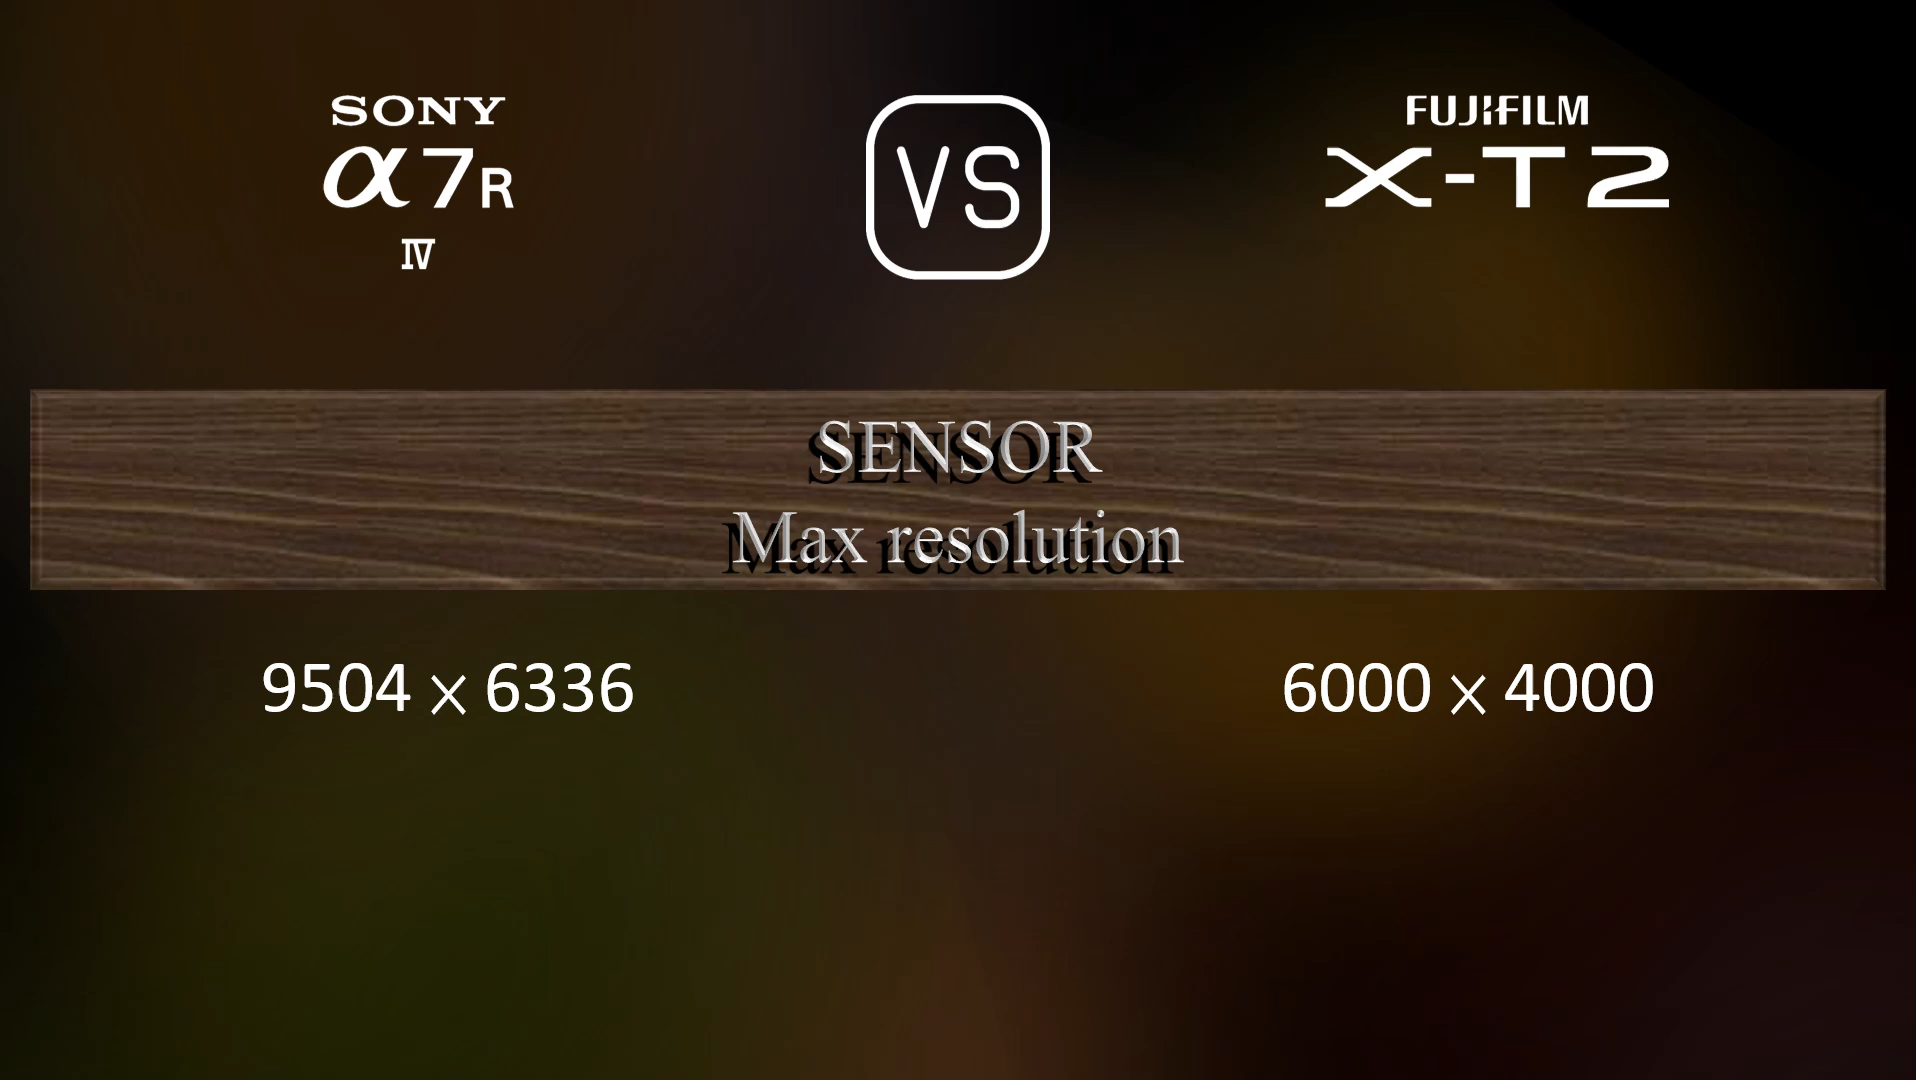 SONY
α7R
IV
VS
FUJIFILM
X-T2
SENSOR
Max resolution
9504 x 6336
6000 x 4000